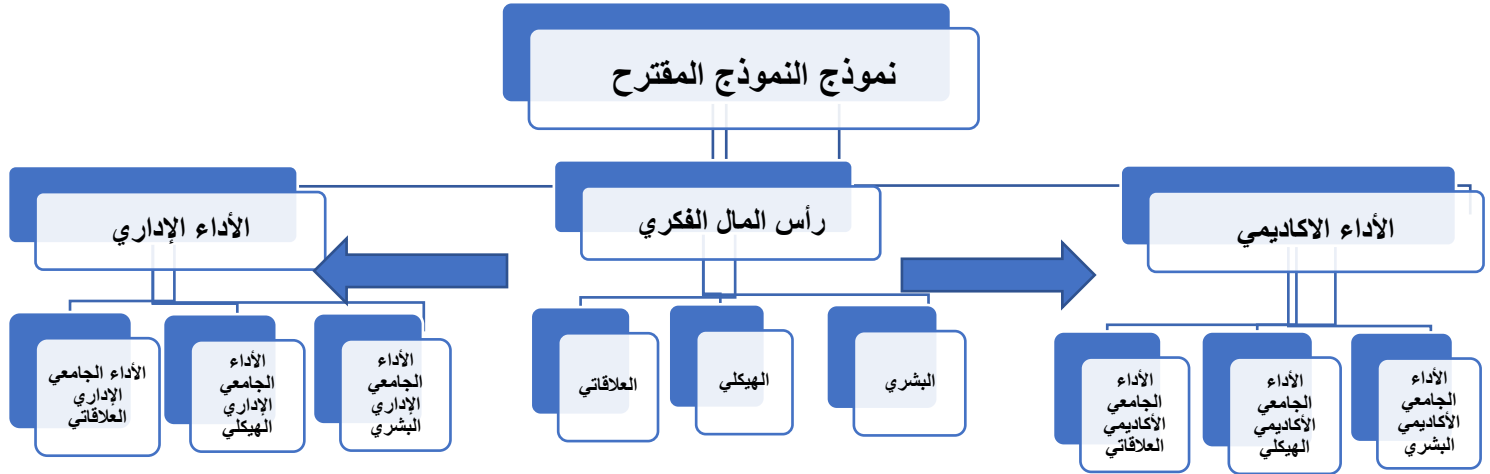 نموذج النموذج المقترح
الأداء الاكاديمي
رأس المال الفكري
الأداء الإداري
الأداء
الجامعي
الأكاديمي
البشري
الأداء
الجامعي
الأكاديمي
الهيكلي
الأداء
الجامعي
الأكاديمي
العلاقاتي
البشري
الهيكلي
العلاقاتي
الأداء
الجامعي
الإداري
البشري
الأداء
الجامعي
الإداري
الهيكلي
الأداء الجامعي
الإداري
العلاقاتي